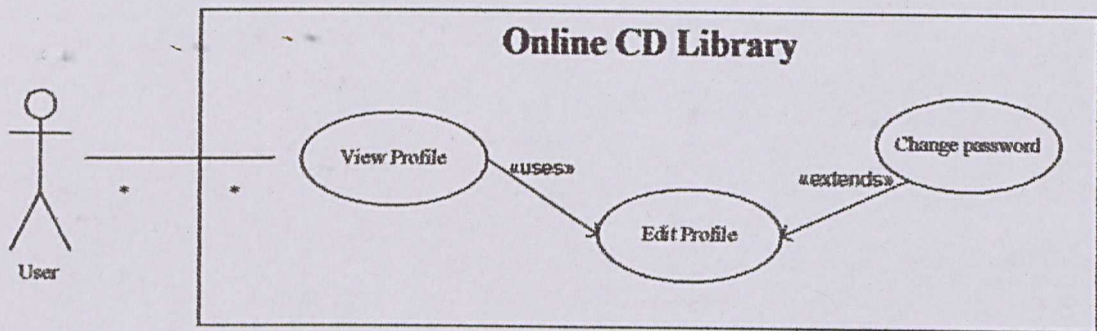 Online CD Library
View Profile
«uses»
Change password
«extends»
Edit Profile
* *
User